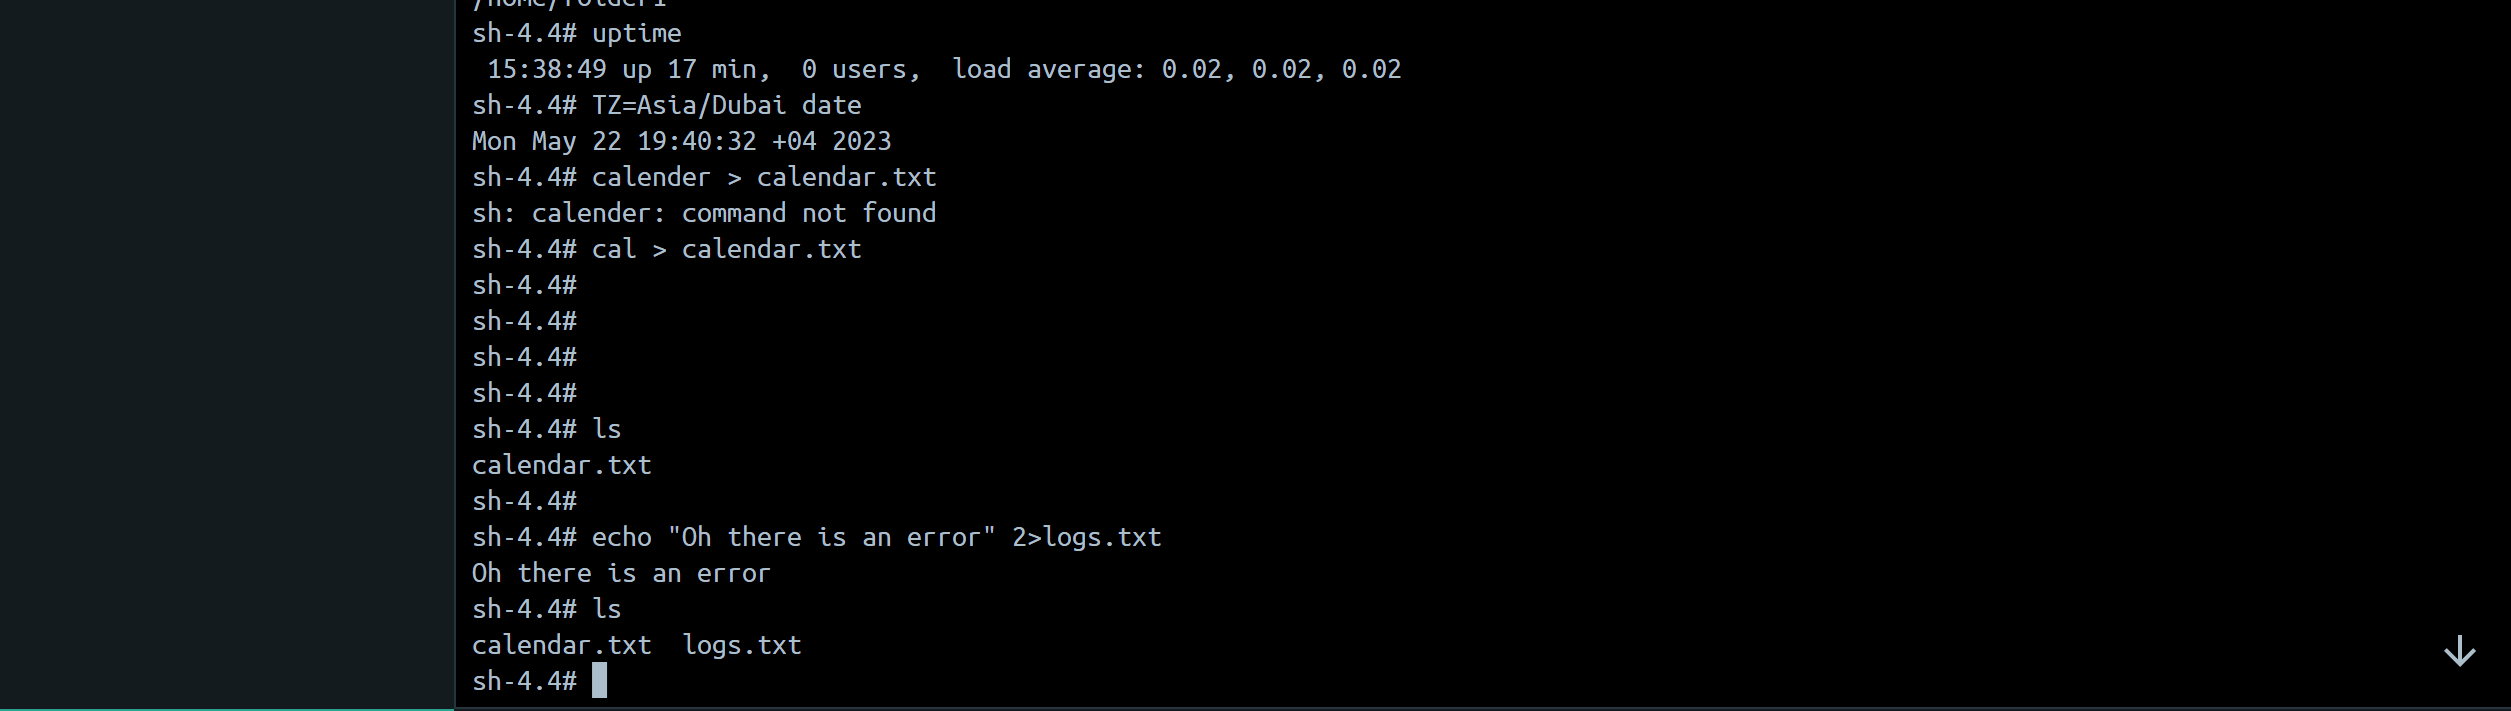 /home/folder1
sh-4.4# uptime
 15:38:49 up 17 min,  0 users,  load average: 0.02, 0.02, 0.02
sh-4.4# TZ=Asia/Dubai date
Mon May 22 19:40:32 +04 2023
sh-4.4# calender > calendar.txt
sh: calender: command not found
sh-4.4# cal > calendar.txt
sh-4.4#
sh-4.4#
sh-4.4#
sh-4.4#
sh-4.4# ls
calendar.txt
sh-4.4#
sh-4.4# echo "Oh there is an error" 2>logs.txt
Oh there is an error
sh-4.4# ls
calendar.txt  logs.txt
sh-4.4#